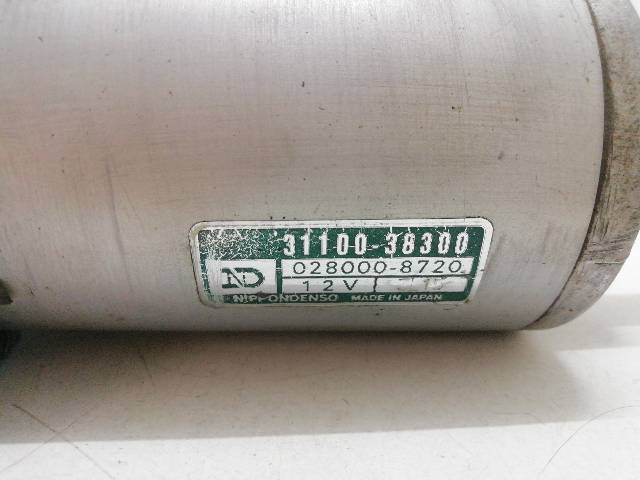 31100-38300
ND
028000-8720
12V
NIPPONDENSO MADE IN JAPAN